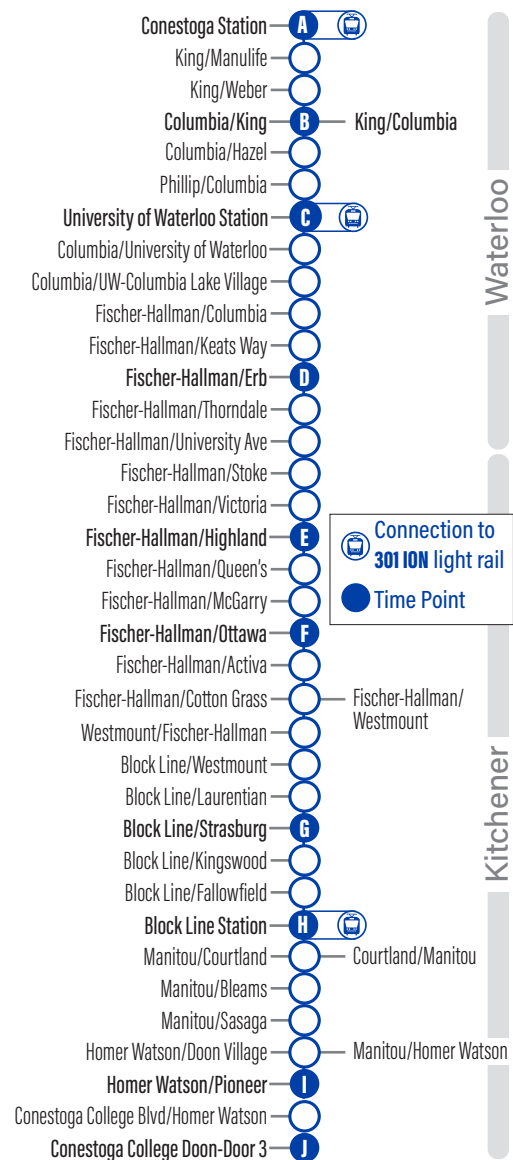 Conestoga Station A
King/Manulife
King/Weber
Columbia/King B King/Columbia
Columbia/Hazel
Phillip/Columbia
University of Waterloo Station C
Columbia/University of Waterloo
Columbia/UW-Columbia Lake Village
Fischer-Hallman/Columbia
Fischer-Hallman/Keats Way
Fischer-Hallman/Erb D
Fischer-Hallman/Thorndale
Fischer-Hallman/University Ave
Waterloo
Fischer-Hallman/Stoke
Fischer-Hallman/Victoria
Fischer-Hallman/Highland E
Fischer-Hallman/Queen's
Fischer-Hallman/McGarry
Fischer-Hallman/Ottawa F
Connection to
301 ION light rail
Time Point
Fischer-Hallman/Activa
Fischer-Hallman/Cotton Grass Fischer-Hallman/
Westmount
Westmount/Fischer-Hallman
Block Line/Westmount
Block Line/Laurentian
Block Line/Strasburg G
Block Line/Kingswood
Block Line/Fallowfield
Block Line Station H
Manitou/Courtland Courtland/Manitou
Manitou/Bleams
Manitou/Sasaga
Homer Watson/Doon Village Manitou/Homer Watson
Homer Watson/Pioneer I
Conestoga College Blvd/Homer Watson
Conestoga College Doon-Door 3 J
Kitchener